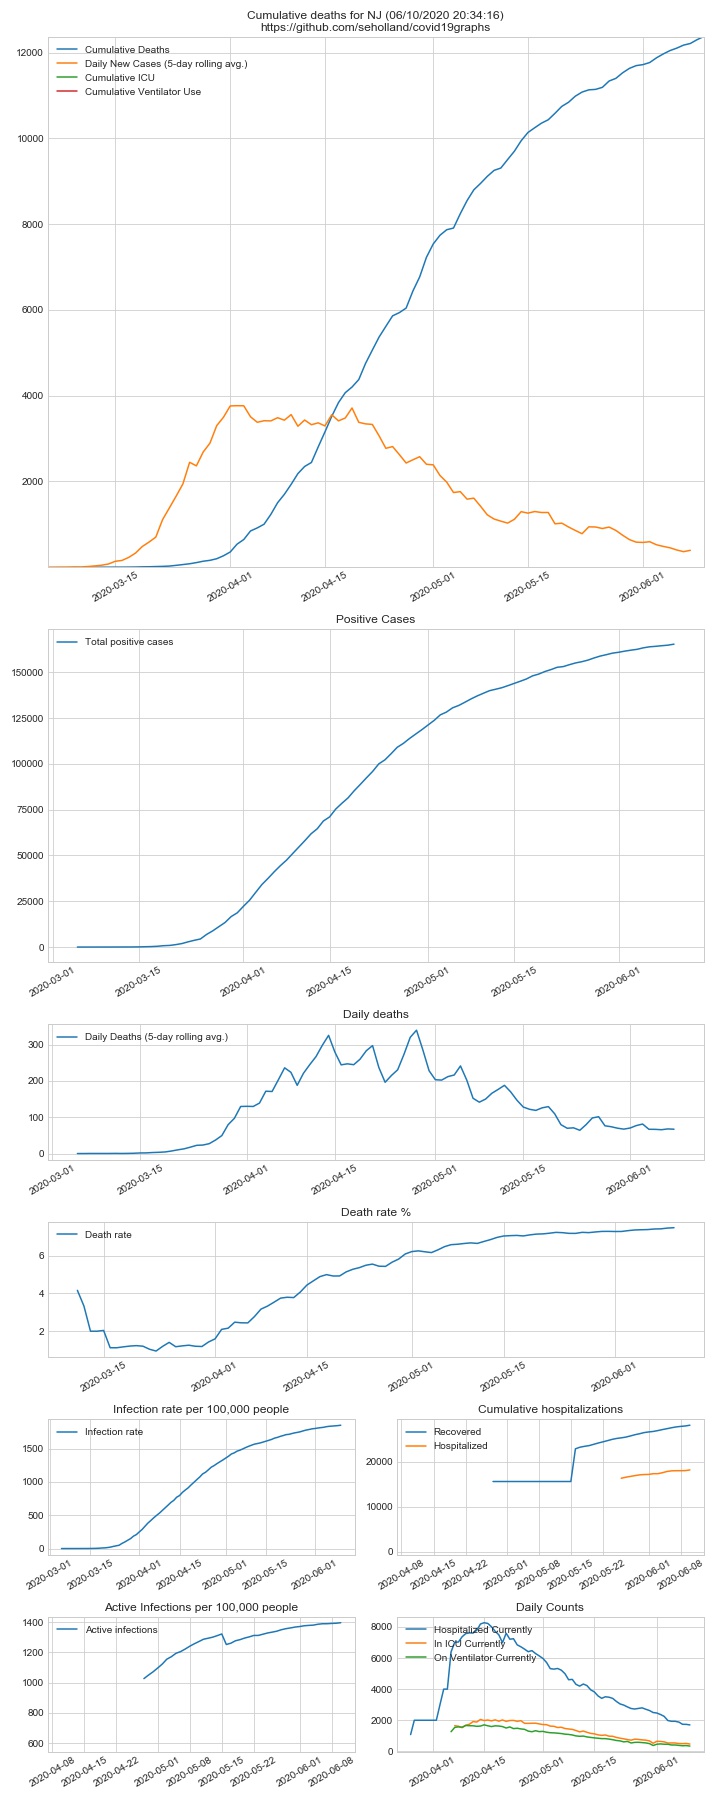 Cumulative deaths for NJ (06/10/2020 20:34:16)
https://github.com/seholland/covid19graphs
Cumulative Deaths
Daily New Cases (5-day rolling avg.)
Cumulative ICU
Cumulative Ventilator Use
12000
10000
8000
6000
4000
2000
2020-03-15 2020-04-01 2020-04-15 2020-05-01 2020-05-15 2020-06-01
Positive Cases
Total positive cases
150000
125000
100000
75000
50000
25000
0
2020-03-01 2020-03-15 2020-04-01 2020-04-15 2020-05-01 2020-05-15 2020-06-01
Daily deaths
Daily Deaths (5-day rolling avg.)
300
200
100
0
2020-03-01 2020-03-15 2020-04-01 2020-04-15 2020-05-01 2020-05-15 2020-06-01
Death rate %
Death rate
6
4
2
2020-03-15 2020-04-01 2020-04-15 2020-05-01 2020-05-15 2020-06-01
Infection rate per 100,000 people
Infection rate
1500
1000
500
0
2020-03-01 2020-03-15 2020-04-01 2020-04-15 2020-05-01 2020-05-15 2020-06-01
Cumulative hospitalizations
Recovered
Hospitalized
20000
10000
0
2020-04-08 2020-04-15 2020-04-22 2020-05-01 2020-05-08 2020-05-15 2020-05-22 2020-06-01 2020-06-08
Active Infections per 100,000 people
Active infections
1400
1200
1000
800
600
2020-04-08 2020-04-15 2020-04-22 2020-05-01 2020-05-08 2020-05-15 2020-05-22 2020-06-01 2020-06-08
Daily Counts
Hospitalized Currently
In ICU Currently
On Ventilator Currently
8000
6000
4000
2000
0
2020-04-01 2020-04-15 2020-05-01 2020-05-15 2020-06-01